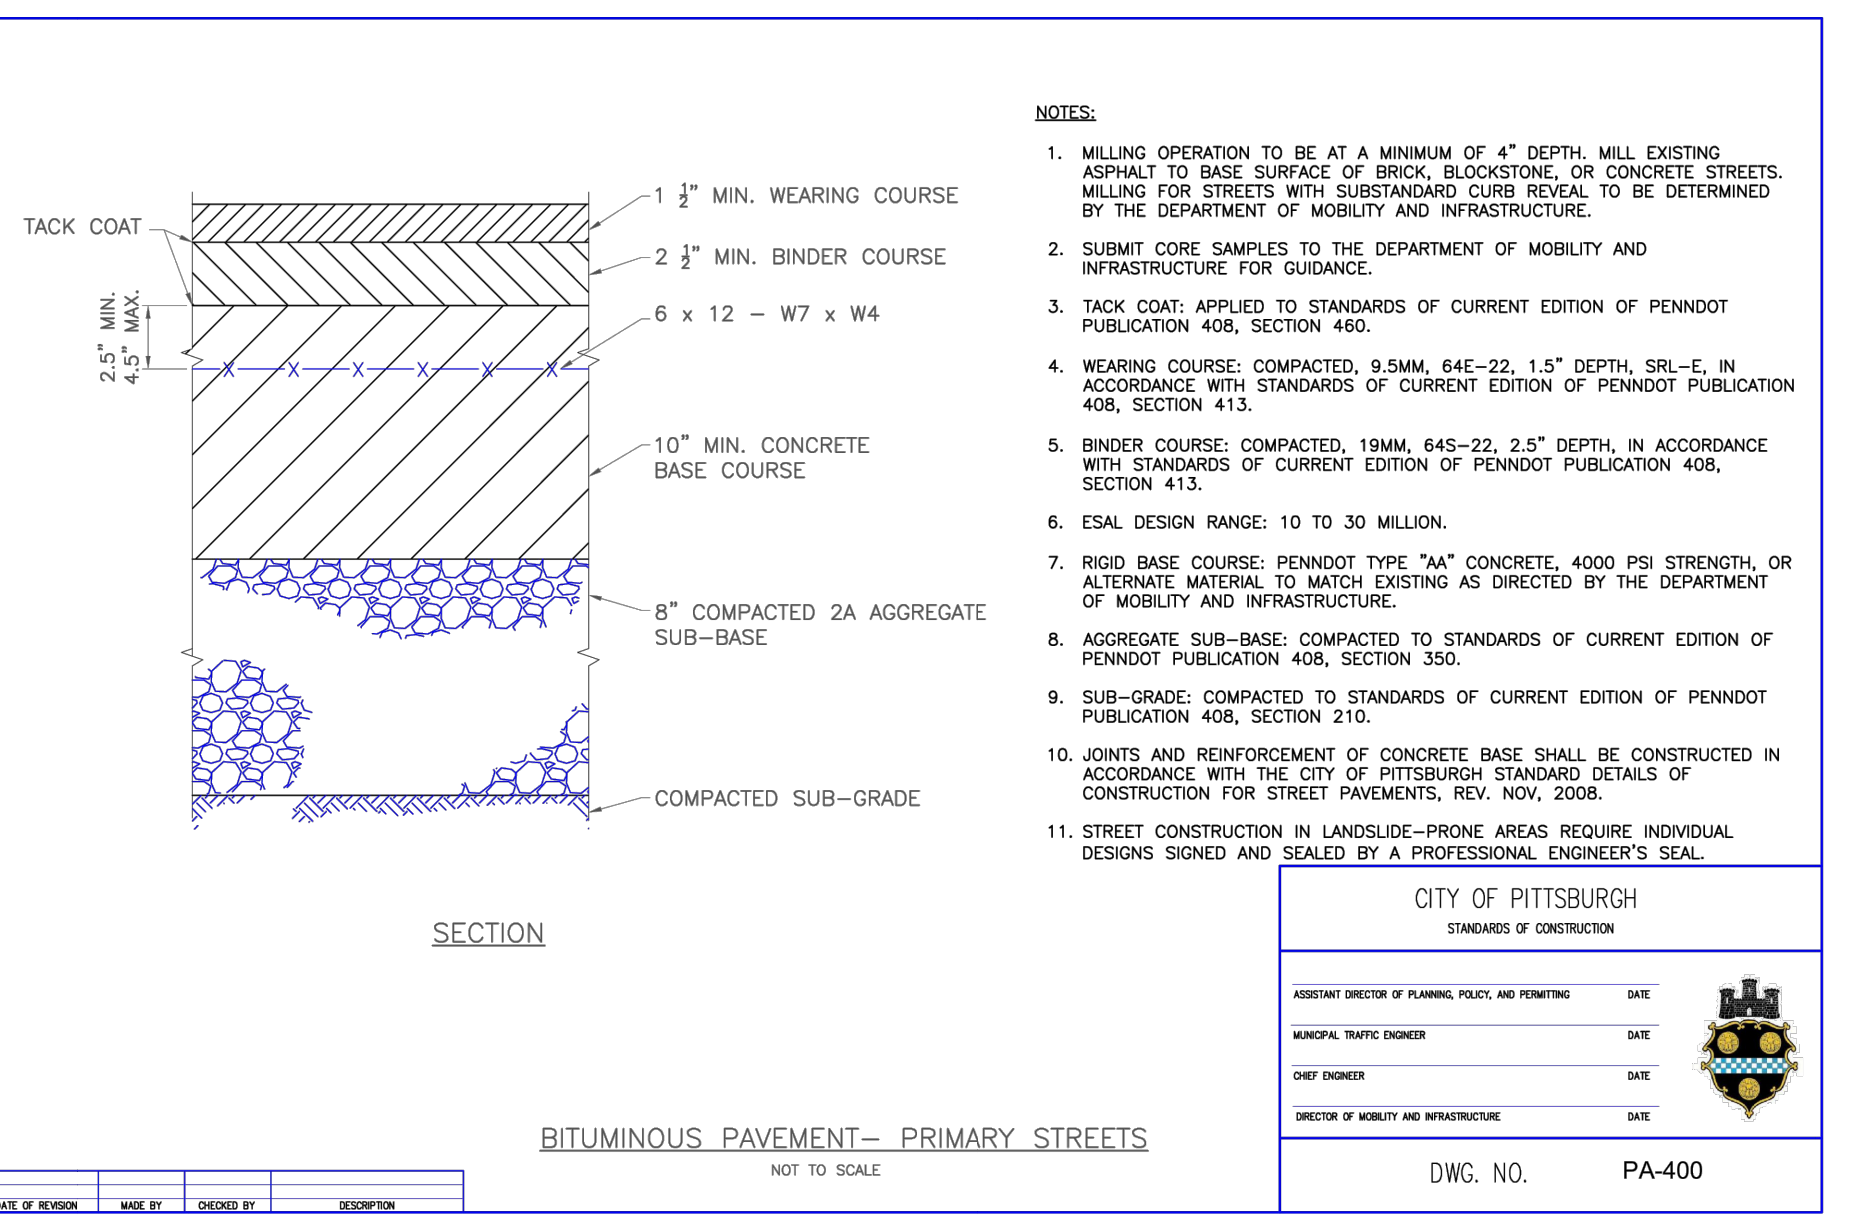 TACK COAT
2.5" MIN.
4.5" MAX.
1 ½" MIN. WEARING COURSE
2 ½" MIN. BINDER COURSE
6 x 12 – W7 x W4
10" MIN. CONCRETE
BASE COURSE
8" COMPACTED 2A AGGREGATE
SUB–BASE
COMPACTED SUB–GRADE
SECTION
NOTES:
1. MILLING OPERATION TO BE AT A MINIMUM OF 4" DEPTH. MILL EXISTING
ASPHALT TO BASE SURFACE OF BRICK, BLOCKSTONE, OR CONCRETE STREETS.
MILLING FOR STREETS WITH SUBSTANDARD CURB REVEAL TO BE DETERMINED
BY THE DEPARTMENT OF MOBILITY AND INFRASTRUCTURE.
2. SUBMIT CORE SAMPLES TO THE DEPARTMENT OF MOBILITY AND
INFRASTRUCTURE FOR GUIDANCE.
3. TACK COAT: APPLIED TO STANDARDS OF CURRENT EDITION OF PENNDOT
PUBLICATION 408, SECTION 460.
4. WEARING COURSE: COMPACTED, 9.5MM, 64E–22, 1.5" DEPTH, SRL–E, IN
ACCORDANCE WITH STANDARDS OF CURRENT EDITION OF PENNDOT PUBLICATION
408, SECTION 413.
5. BINDER COURSE: COMPACTED, 19MM, 64S–22, 2.5" DEPTH, IN ACCORDANCE
WITH STANDARDS OF CURRENT EDITION OF PENNDOT PUBLICATION 408,
SECTION 413.
6. ESAL DESIGN RANGE: 10 TO 30 MILLION.
7. RIGID BASE COURSE: PENNDOT TYPE "AA" CONCRETE, 4000 PSI STRENGTH, OR
ALTERNATE MATERIAL TO MATCH EXISTING AS DIRECTED BY THE DEPARTMENT
OF MOBILITY AND INFRASTRUCTURE.
8. AGGREGATE SUB–BASE: COMPACTED TO STANDARDS OF CURRENT EDITION OF
PENNDOT PUBLICATION 408, SECTION 350.
9. SUB–GRADE: COMPACTED TO STANDARDS OF CURRENT EDITION OF PENNDOT
PUBLICATION 408, SECTION 210.
10. JOINTS AND REINFORCEMENT OF CONCRETE BASE SHALL BE CONSTRUCTED IN
ACCORDANCE WITH THE CITY OF PITTSBURGH STANDARD DETAILS OF
CONSTRUCTION FOR STREET PAVEMENTS, REV. NOV, 2008.
11. STREET CONSTRUCTION IN LANDSLIDE–PRONE AREAS REQUIRE INDIVIDUAL
DESIGNS SIGNED AND SEALED BY A PROFESSIONAL ENGINEER'S SEAL.
CITY OF PITTSBURGH
STANDARDS OF CONSTRUCTION
ASSISTANT DIRECTOR OF PLANNING, POLICY, AND PERMITTING DATE
MUNICIPAL TRAFFIC ENGINEER DATE
CHIEF ENGINEER DATE
DIRECTOR OF MOBILITY AND INFRASTRUCTURE DATE
DWG. NO. PA-400
BITUMINOUS PAVEMENT– PRIMARY STREETS
NOT TO SCALE
OF REVISION MADE BY CHECKED BY DESCRIPTION